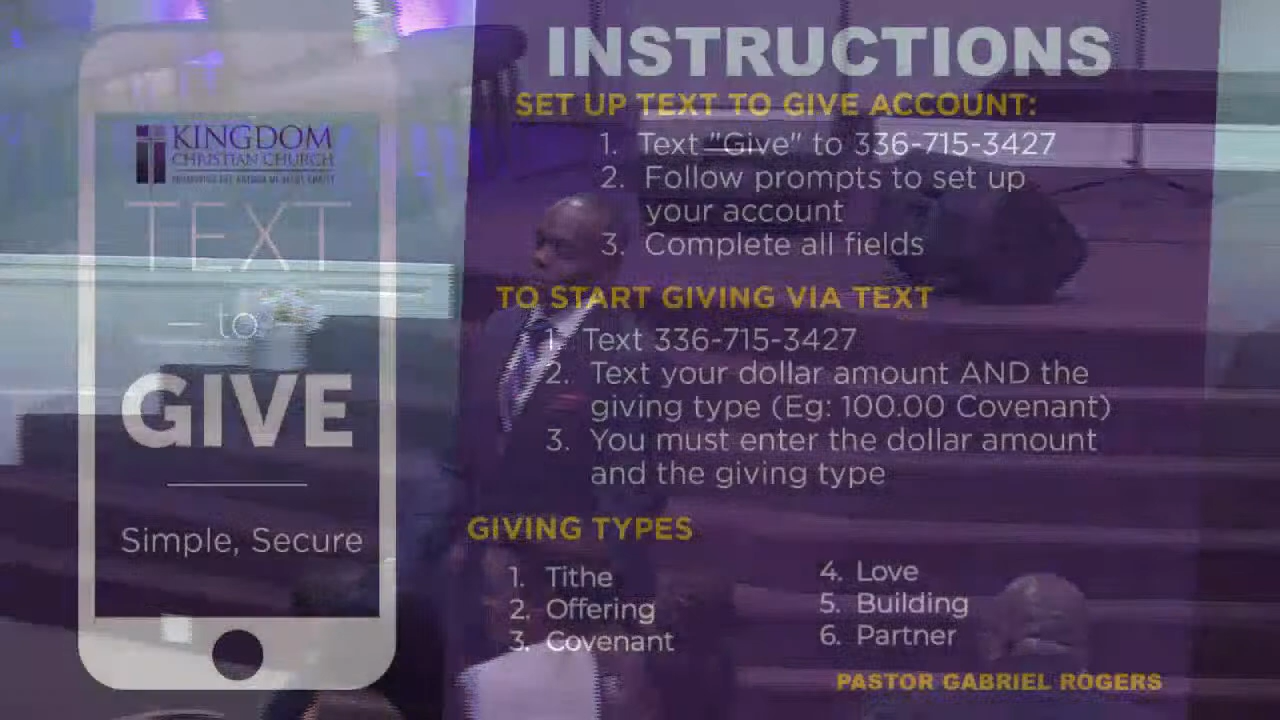 KINGDOM
CHRISTIAN CHURCH
TEXT
to
GIVE
Simple, Secure
INSTRUCTIONS
SET UP TEXT TO GIVE ACCOUNT:
1. Text "Give" to 336-715-3427
2. Follow prompts to set up
your account
3. Complete all fields
TO START GIVING VIA TEXT
1. Text 336-715-3427
2. Text your dollar amount AND the
giving type (Eg: 100.00 Covenant)
3. You must enter the dollar amount
and the giving type
GIVING TYPES
1. Tithe
2. Offering
3. Covenant
4. Love
5. Building
6. Partner
PASTOR GABRIEL ROGERS